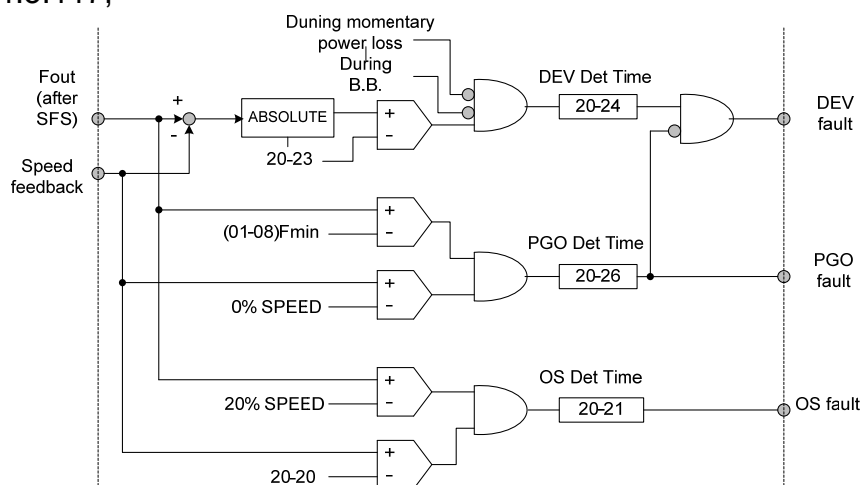 Duning momentary
power loss
During
B.B.
DEV Det Time
Fout
(after
SFS)
+
-
ABSOLUTE
+
-
20-24
DEV
fault
20-23
Speed
feedback
+
(01-08)Fmin
-
PGO Det Time
20-26
PGO
fault
+
0% SPEED
-
+
20% SPEED
-
OS Det Time
20-21
OS fault
+
20-20
-